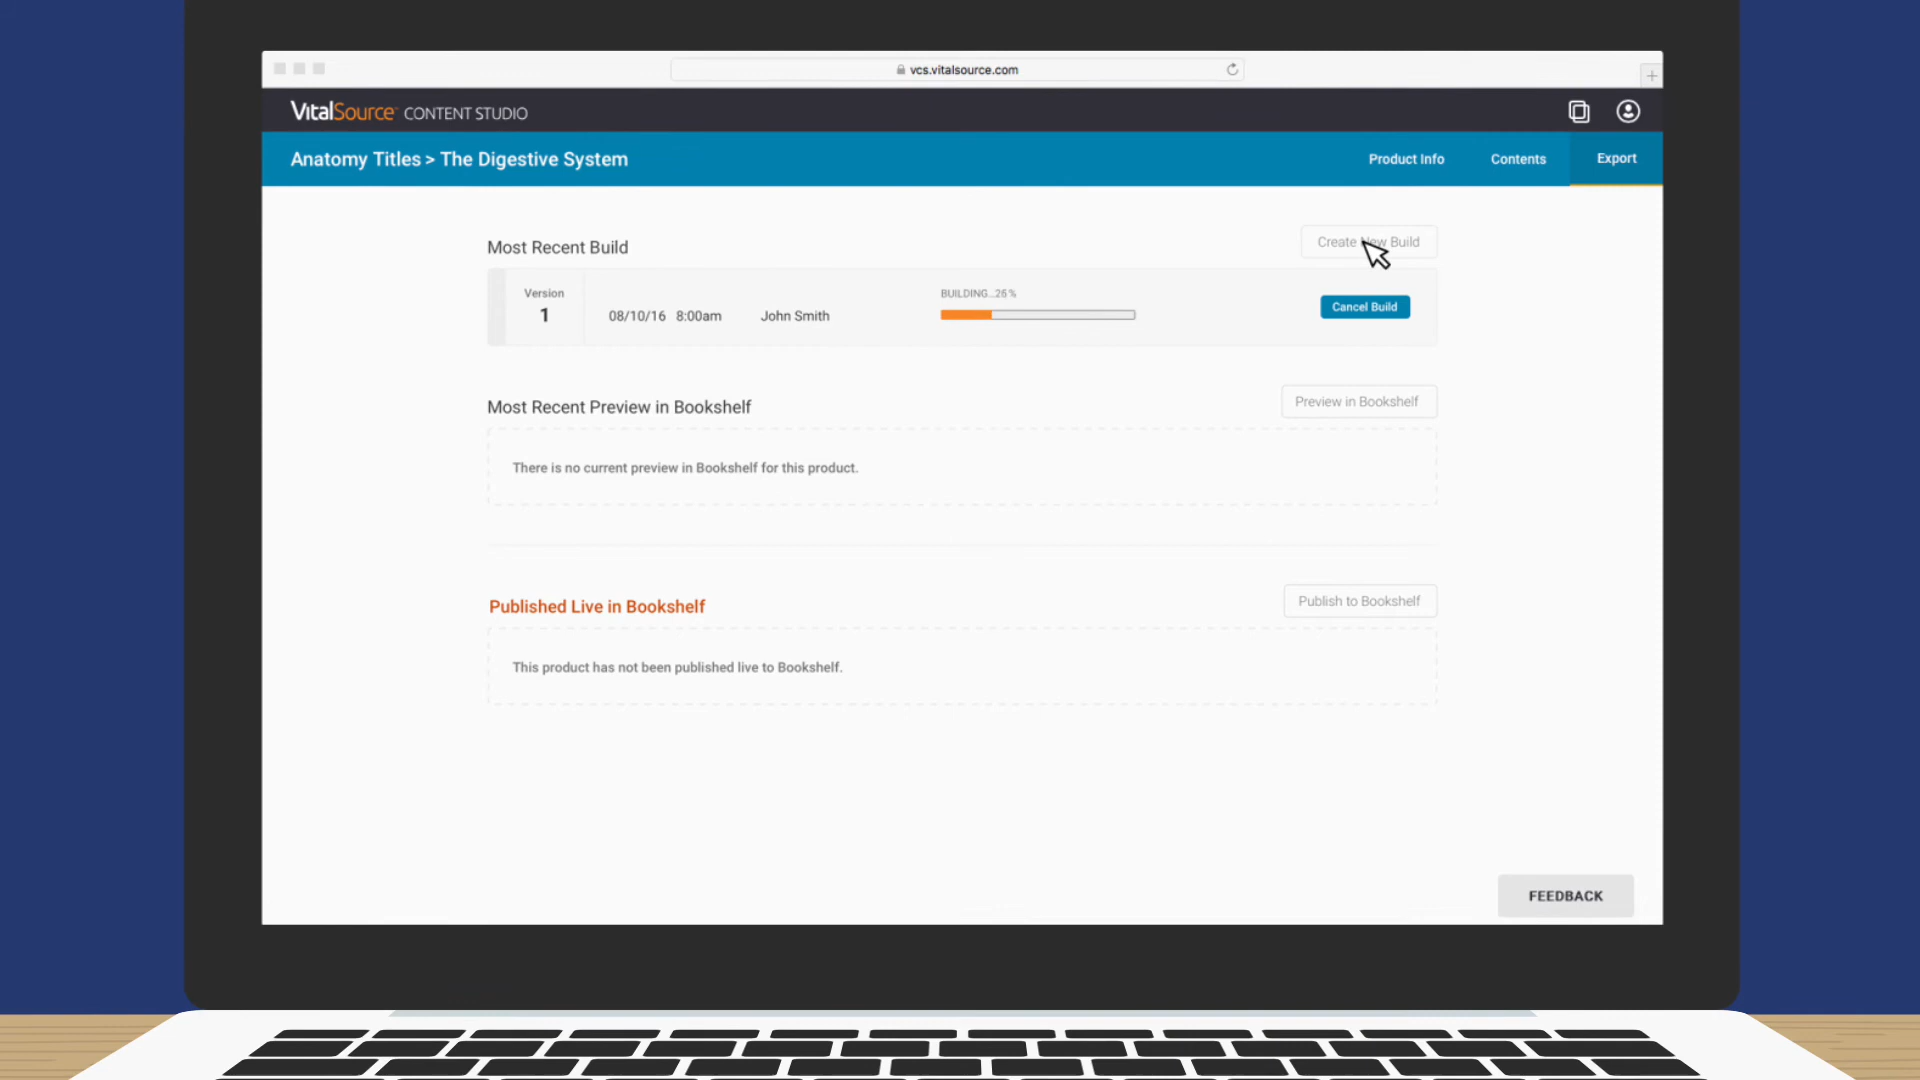 vcs.vitalsource.com
VitalSource CONTENT STUDIO
Anatomy Titles > The Digestive System
Product Info
Contents
Export
Most Recent Build
Create New Build
Version
1
08/10/16 8:00am
John Smith
BUILDING...26%
Cancel Build
Most Recent Preview in Bookshelf
Preview in Bookshelf
There is no current preview in Bookshelf for this product.
Published Live in Bookshelf
Publish to Bookshelf
This product has not been published live to Bookshelf.
FEEDBACK